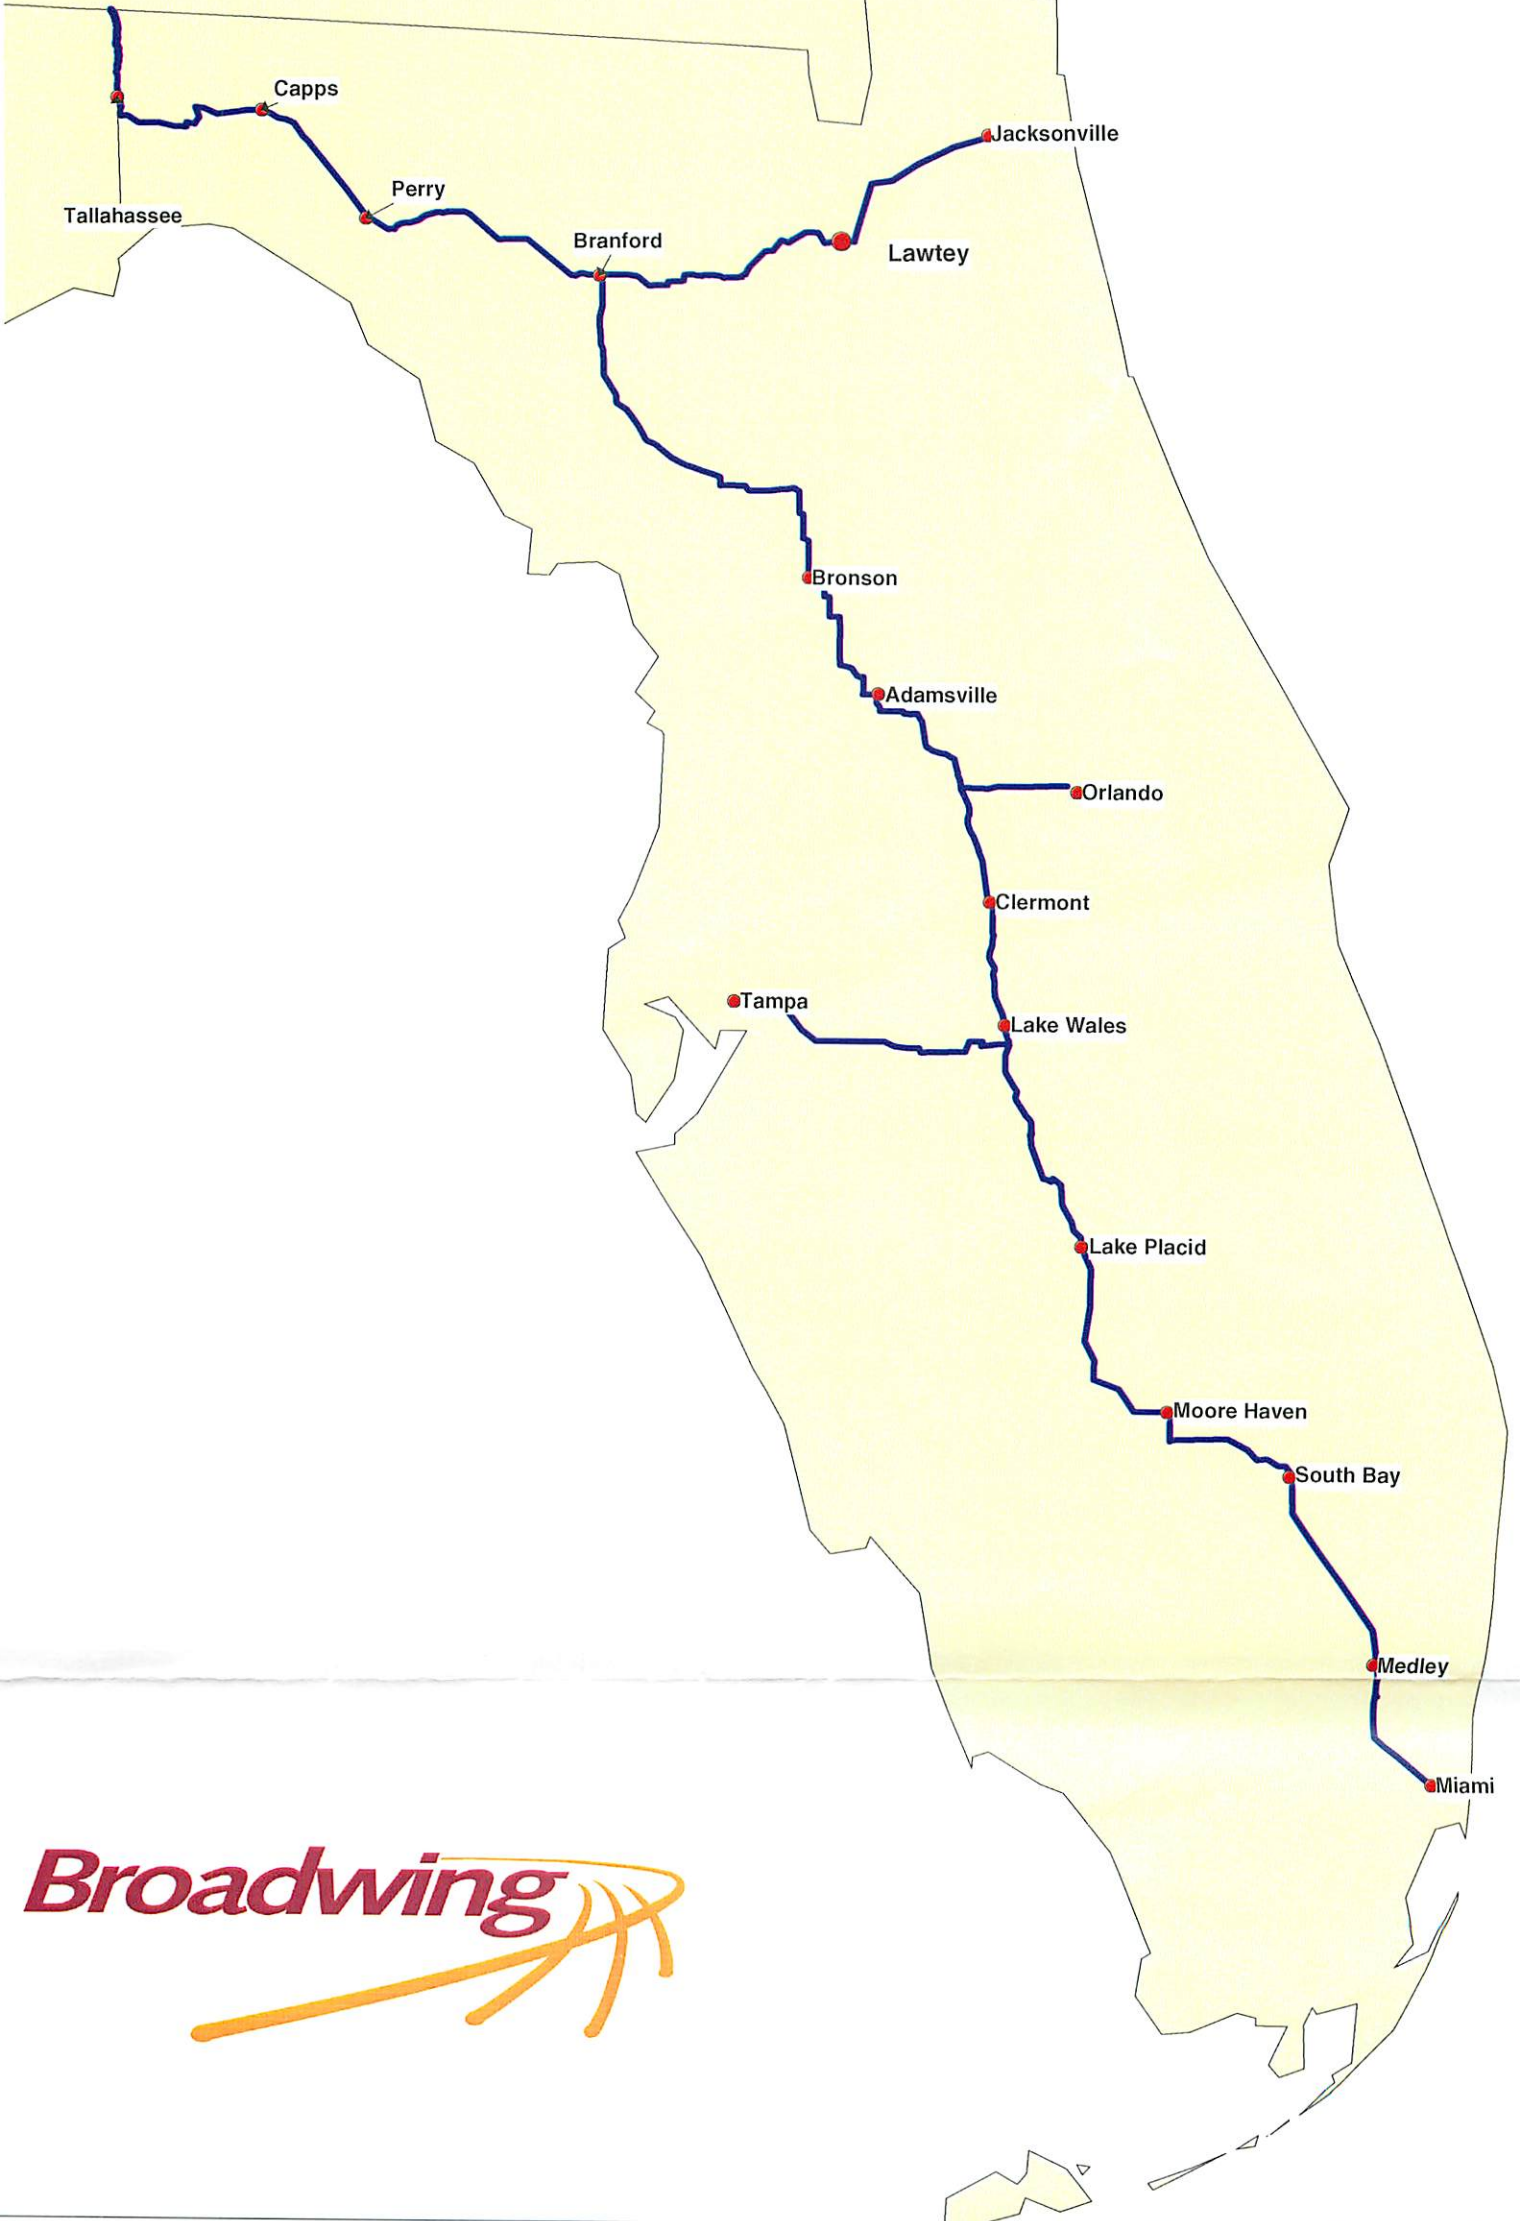 Capps
Jacksonville
Perry
Tallahassee
Branford
Lawtey
Bronson
Adamsville
Orlando
Clermont
Tampa
Lake Wales
Lake Placid
Moore Haven
South Bay
Medley
Miami
Broadwing